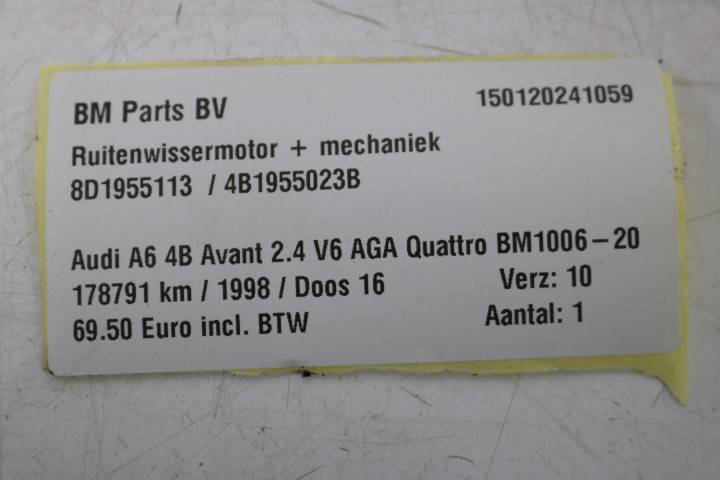 BM Parts BV 150120241059
Ruitenwissermotor + mechaniek
8D1955113 / 4B1955023B
Audi A6 4B Avant 2.4 V6 AGA Quattro BM1006-20
178791 km / 1998 / Doos 16 Verz: 10
69.50 Euro incl. BTW Aantal: 1